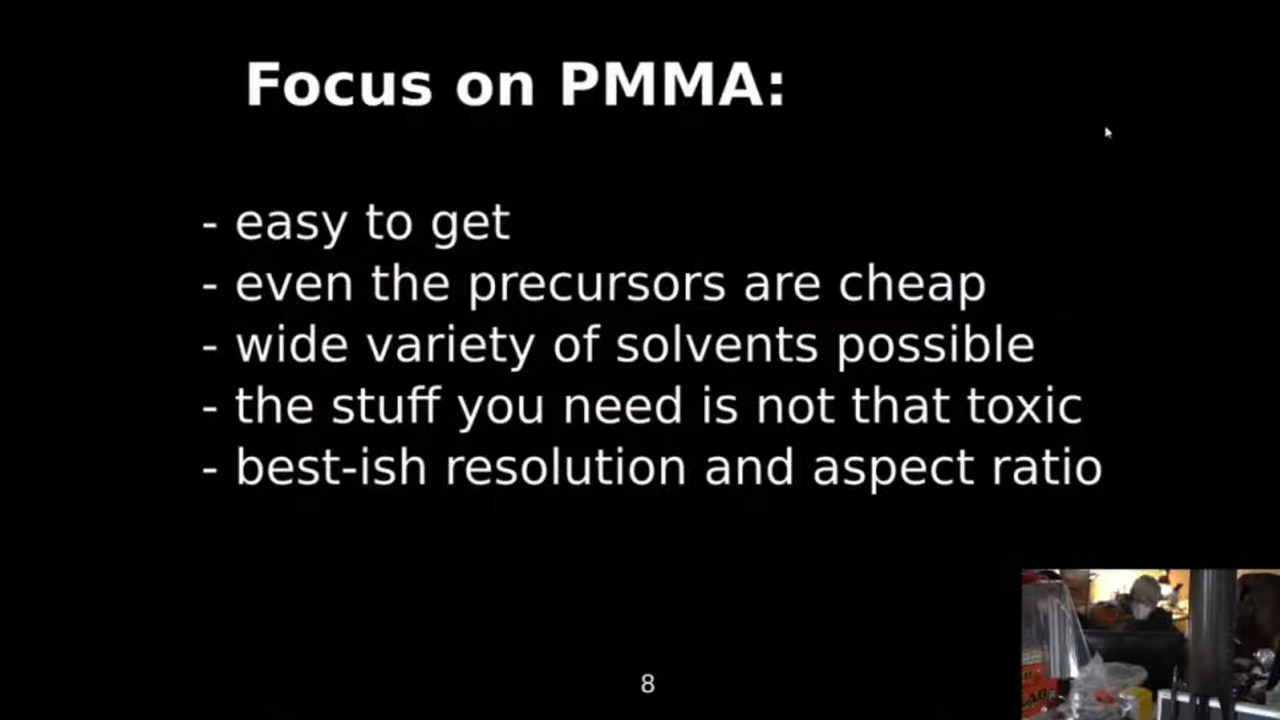 Focus on PMMA:
- easy to get
- even the precursors are cheap
- wide variety of solvents possible
- the stuff you need is not that toxic
- best-ish resolution and aspect ratio
8